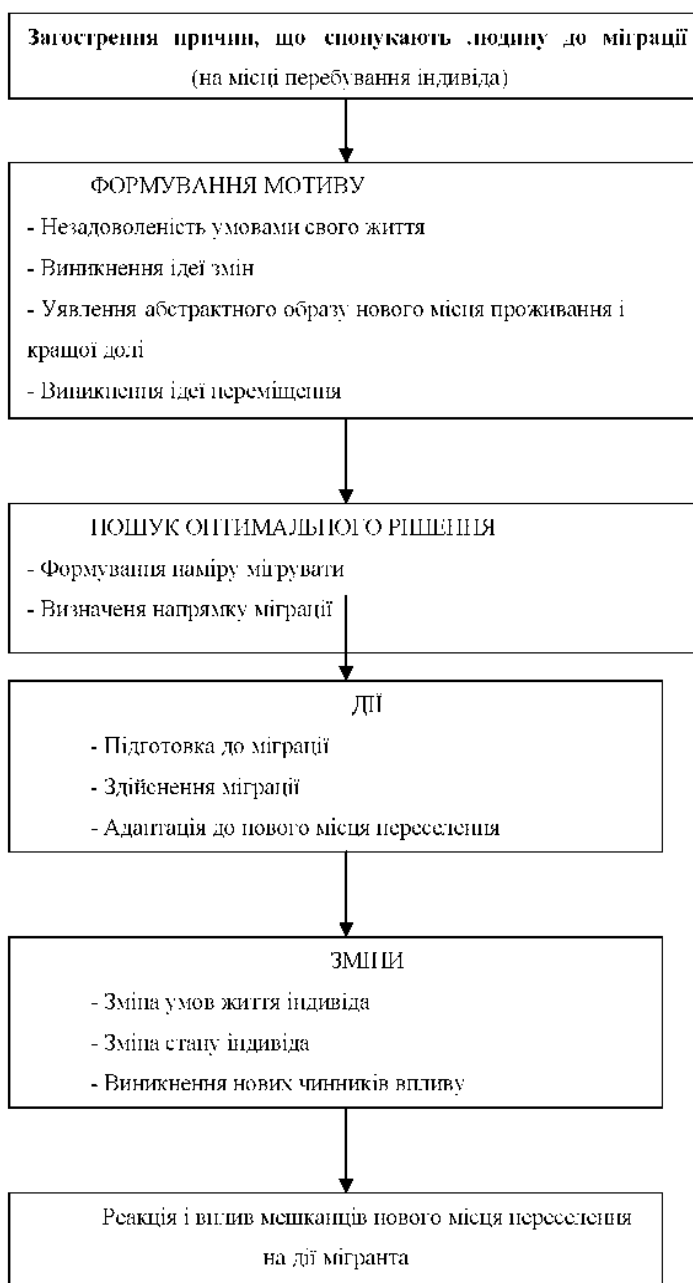 Загострення причин, що спонукають людину до міграції
(на місці перебування індивіда)
ФОРМУВАННЯ МОТИВУ
- Незадоволеність умовами свого життя
- Виникнення ідеї змін
- Уявлення абстрактного образу нового місця проживання і
кращої долі
- Виникнення ідеї переміщення
ПОШУК ОПТИМАЛЬНОГО РІШЕННЯ
- Формування наміру мігрувати
- Визначеня напрямку міграції
ДІЇ
- Підготовка до міграції
- Здійснення міграції
- Адаптація до нового місця переселення
ЗМІНИ
- Зміна умов життя індивіда
- Зміна стану індивіда
- Виникнення нових чинників впливу
Реакція і вплив мешканців нового місця переселення
на дії мігранта